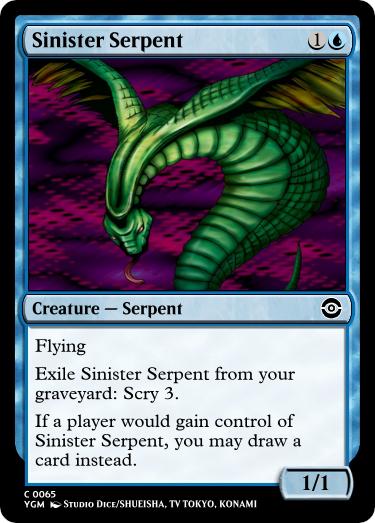 Sinister Serpent 1
Creature — Serpent
Flying
Exile Sinister Serpent from your
graveyard: Scry 3.
If a player would gain control of
Sinister Serpent, you may draw a
card instead.
1/1
C 0065
YGM STUDIO DICE/SHUEISHA, TV TOKYO, KONAMI